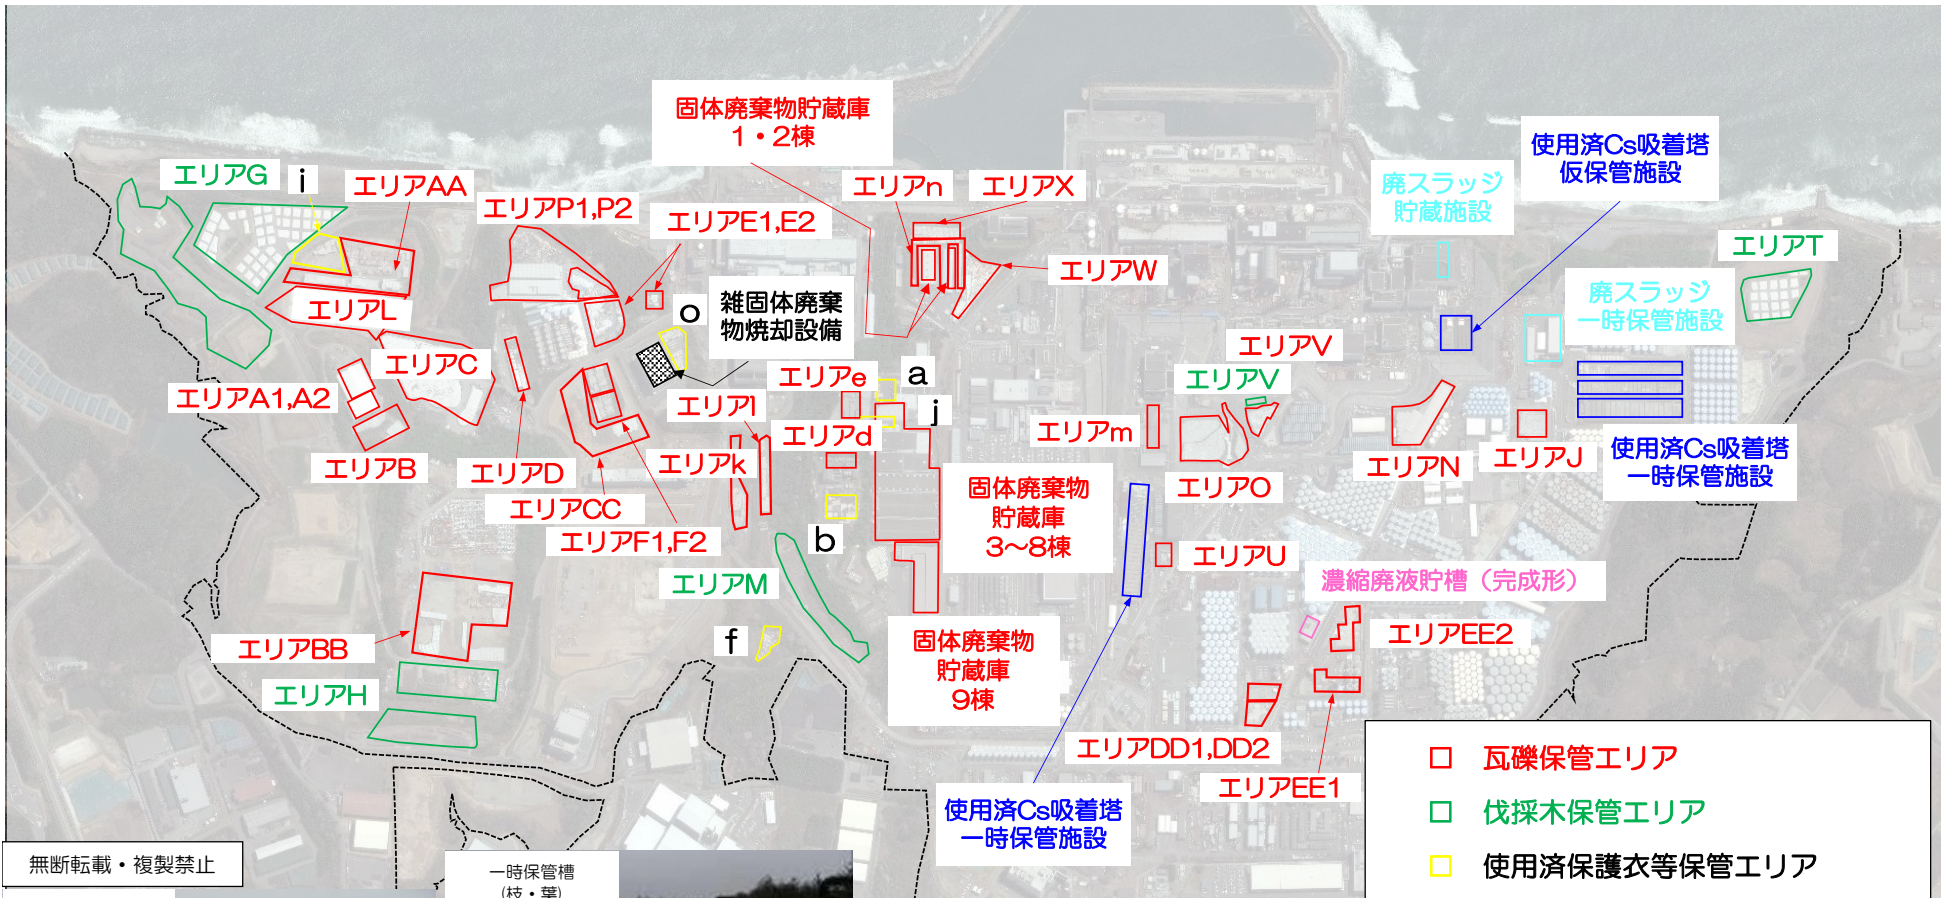 固体廃棄物貯蔵庫
1・2棟
使用済Cs吸着塔
仮保管施設
廃スラッジ
貯蔵施設
エリアG
i
エリアAA
エリアP1,P2
エリアE1,E2
エリアn
エリアX
エリアW
エリアT
廃スラッジ
一時保管施設
エリアL
o
雑固体廃棄
物焼却設備
エリアV
エリアV
エリアC
エリアe
a
エリアA1,A2
エリアl
j
エリアd
エリアm
エリアB
エリアD
エリアk
エリアO
エリアN
エリアJ
使用済Cs吸着塔
一時保管施設
エリアCC
エリアF1,F2
b
固体廃棄物
貯蔵庫
3～8棟
エリアU
エリアM
濃縮廃液貯槽（完成形）
f
エリアBB
エリアEE2
固体廃棄物
貯蔵庫
9棟
エリアH
エリアDD1,DD2
エリアEE1
使用済Cs吸着塔
一時保管施設
瓦礫保管エリア
伐採木保管エリア
使用済保護衣等保管エリア
無断転載・複製禁止
一時保管槽
(枝・葉)